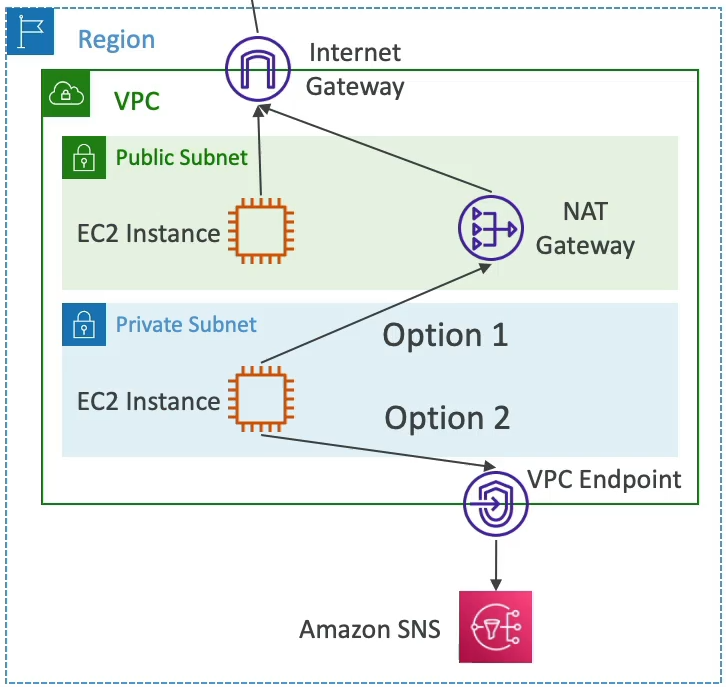 Region
Internet
Gateway
VPC
Public Subnet
EC2 Instance
NAT
Gateway
Private Subnet
Option 1
EC2 Instance
Option 2
VPC Endpoint
Amazon SNS